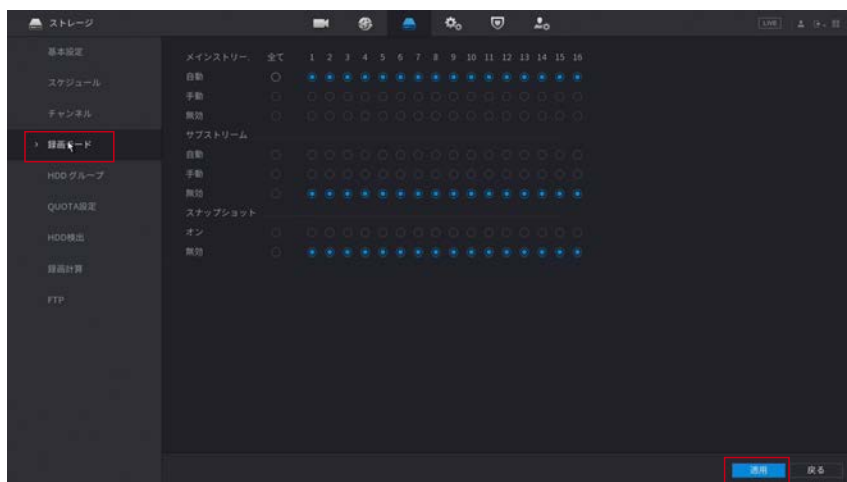 ストレージ
LIVE
基本設定
スケジュール
チャンネル
録画モード
HDD グループ
QUOTA設定
HDD検出
録画計算
FTP
メインストリー. 全て 1 2 3 4 5 6 7 8 9 10 11 12 13 14 15 16
自動
手動
無効
サブストリーム
自動
手動
無効
スナップショット
オン
無効
適用 戻る